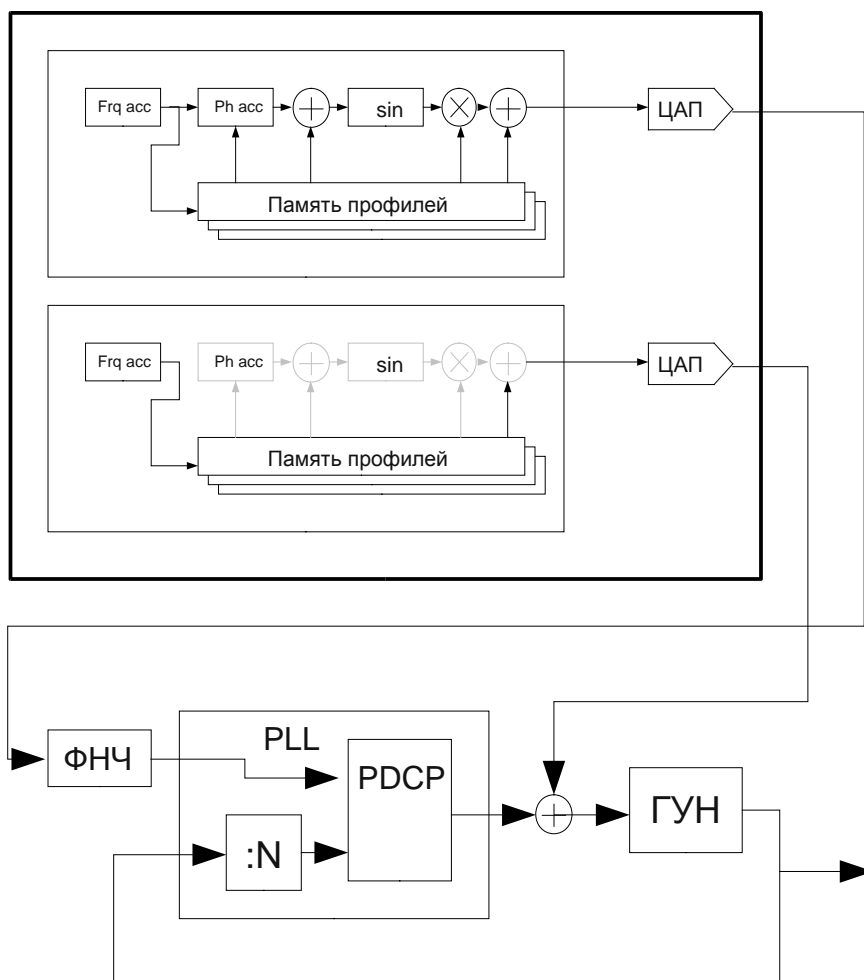 Frq acc
Ph acc
sin
ЦАП
Память профилей
Frq acc
Ph acc
sin
ЦАП
Память профилей
ФНЧ
PLL
PDCP
:N
ГУН